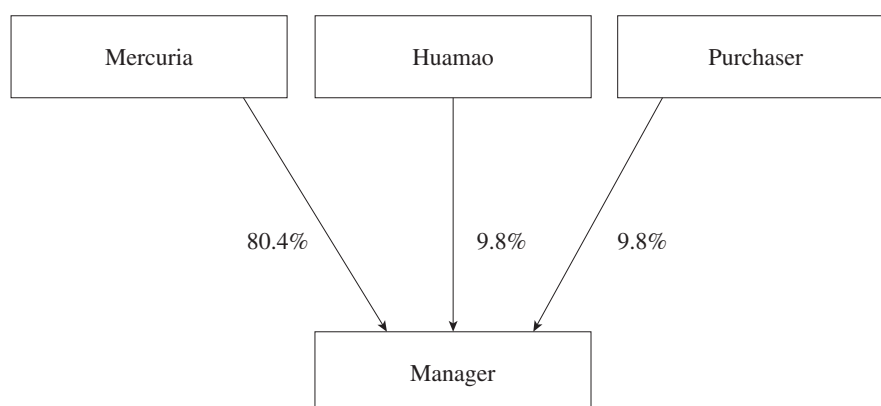 Mercuria
Huamao
Purchaser
80.4%
9.8%
9.8%
Manager